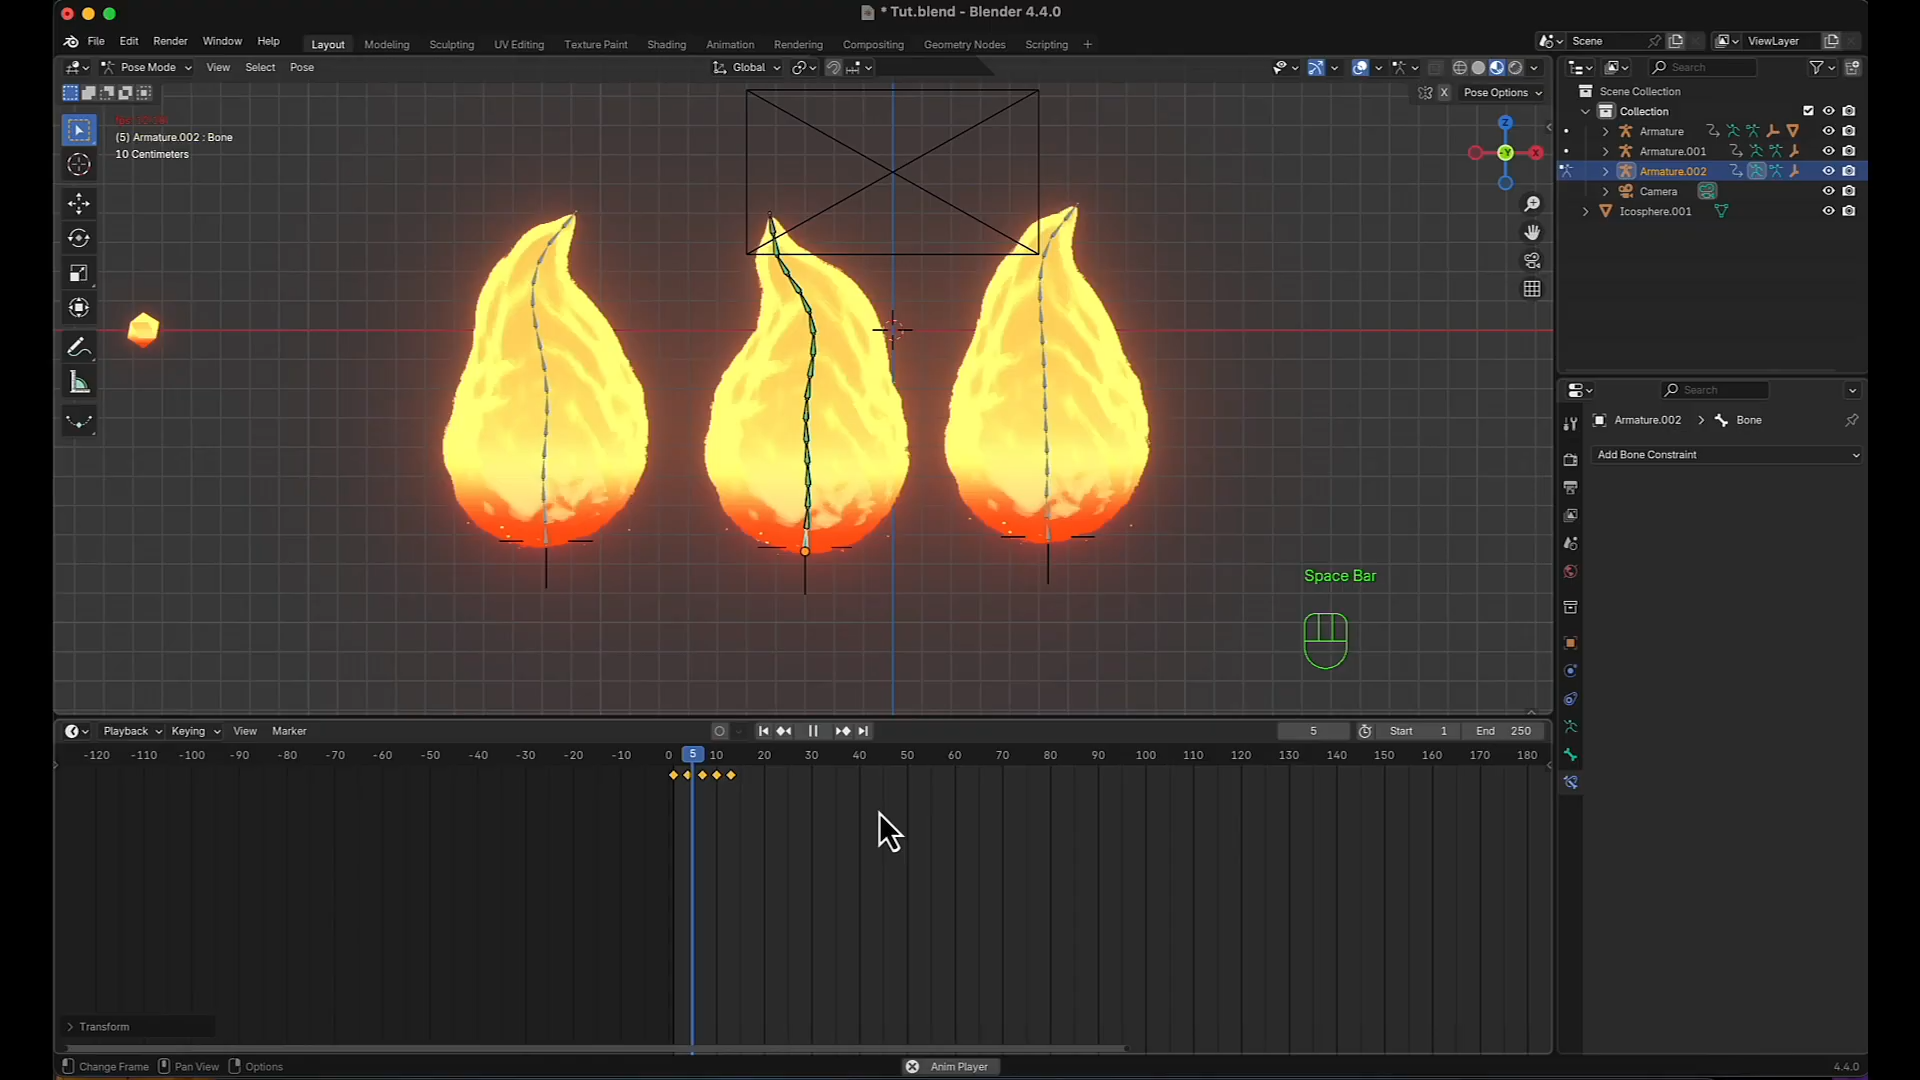 * Tut.blend - Blender 4.4.0
File Edit Render Window Help
Layout Modeling Sculpting UV Editing Texture Paint Shading Animation Rendering Compositing Geometry Nodes Scripting +
Scene ViewLayer
Pose Mode View Select Pose
Global
Search
X Pose Options
Scene Collection
Collection
(5) Armature.002 : Bone
10 Centimeters
Z
-Y
X
Armature
Armature.001
Armature.002
Camera
Icosphere.001
Search
Armature.002 > Bone
Add Bone Constraint
Space Bar
Playback Keying View Marker
5 Start 1 End 250
-120 -110 -100 -90 -80 -70 -60 -50 -40 -30 -20 -10 0 5 10 20 30 40 50 60 70 80 90 100 110 120 130 140 150 160 170 180
Transform
Change Frame Pan View Options Anim Player 4.4.0